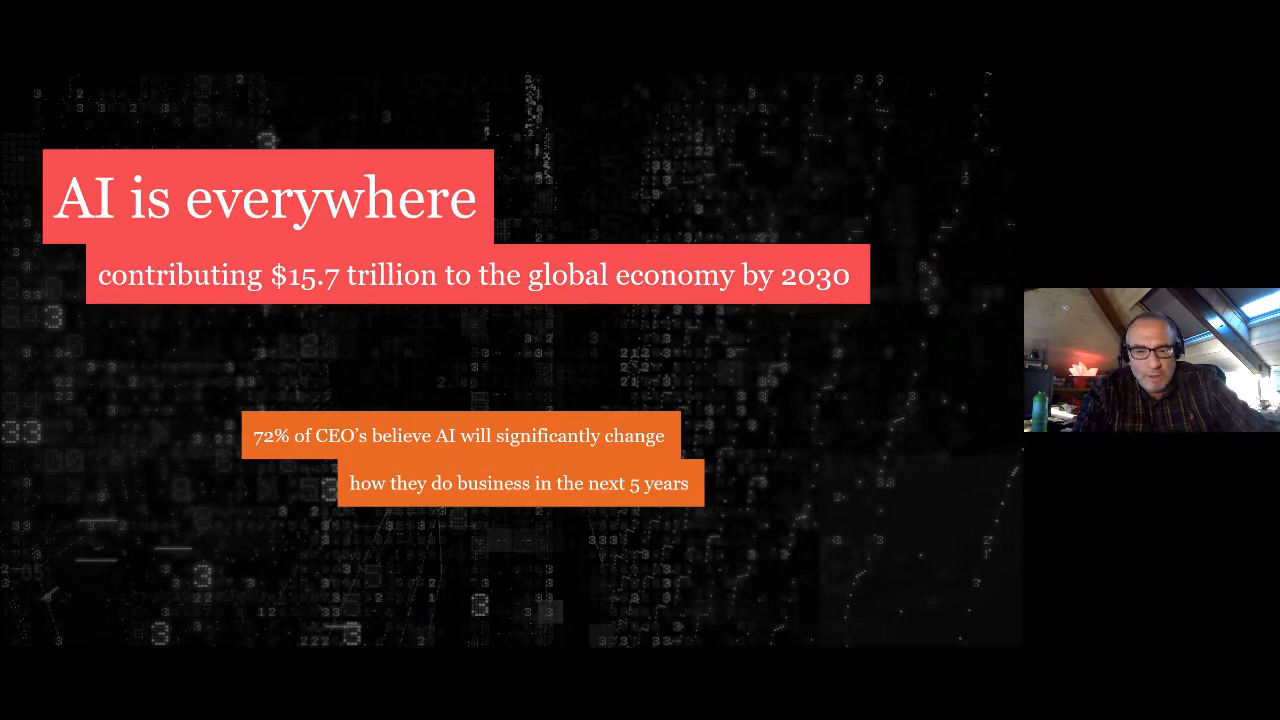 AI is everywhere
contributing $15.7 trillion to the global economy by 2030
72% of CEO's believe AI will significantly change
how they do business in the next 5 years